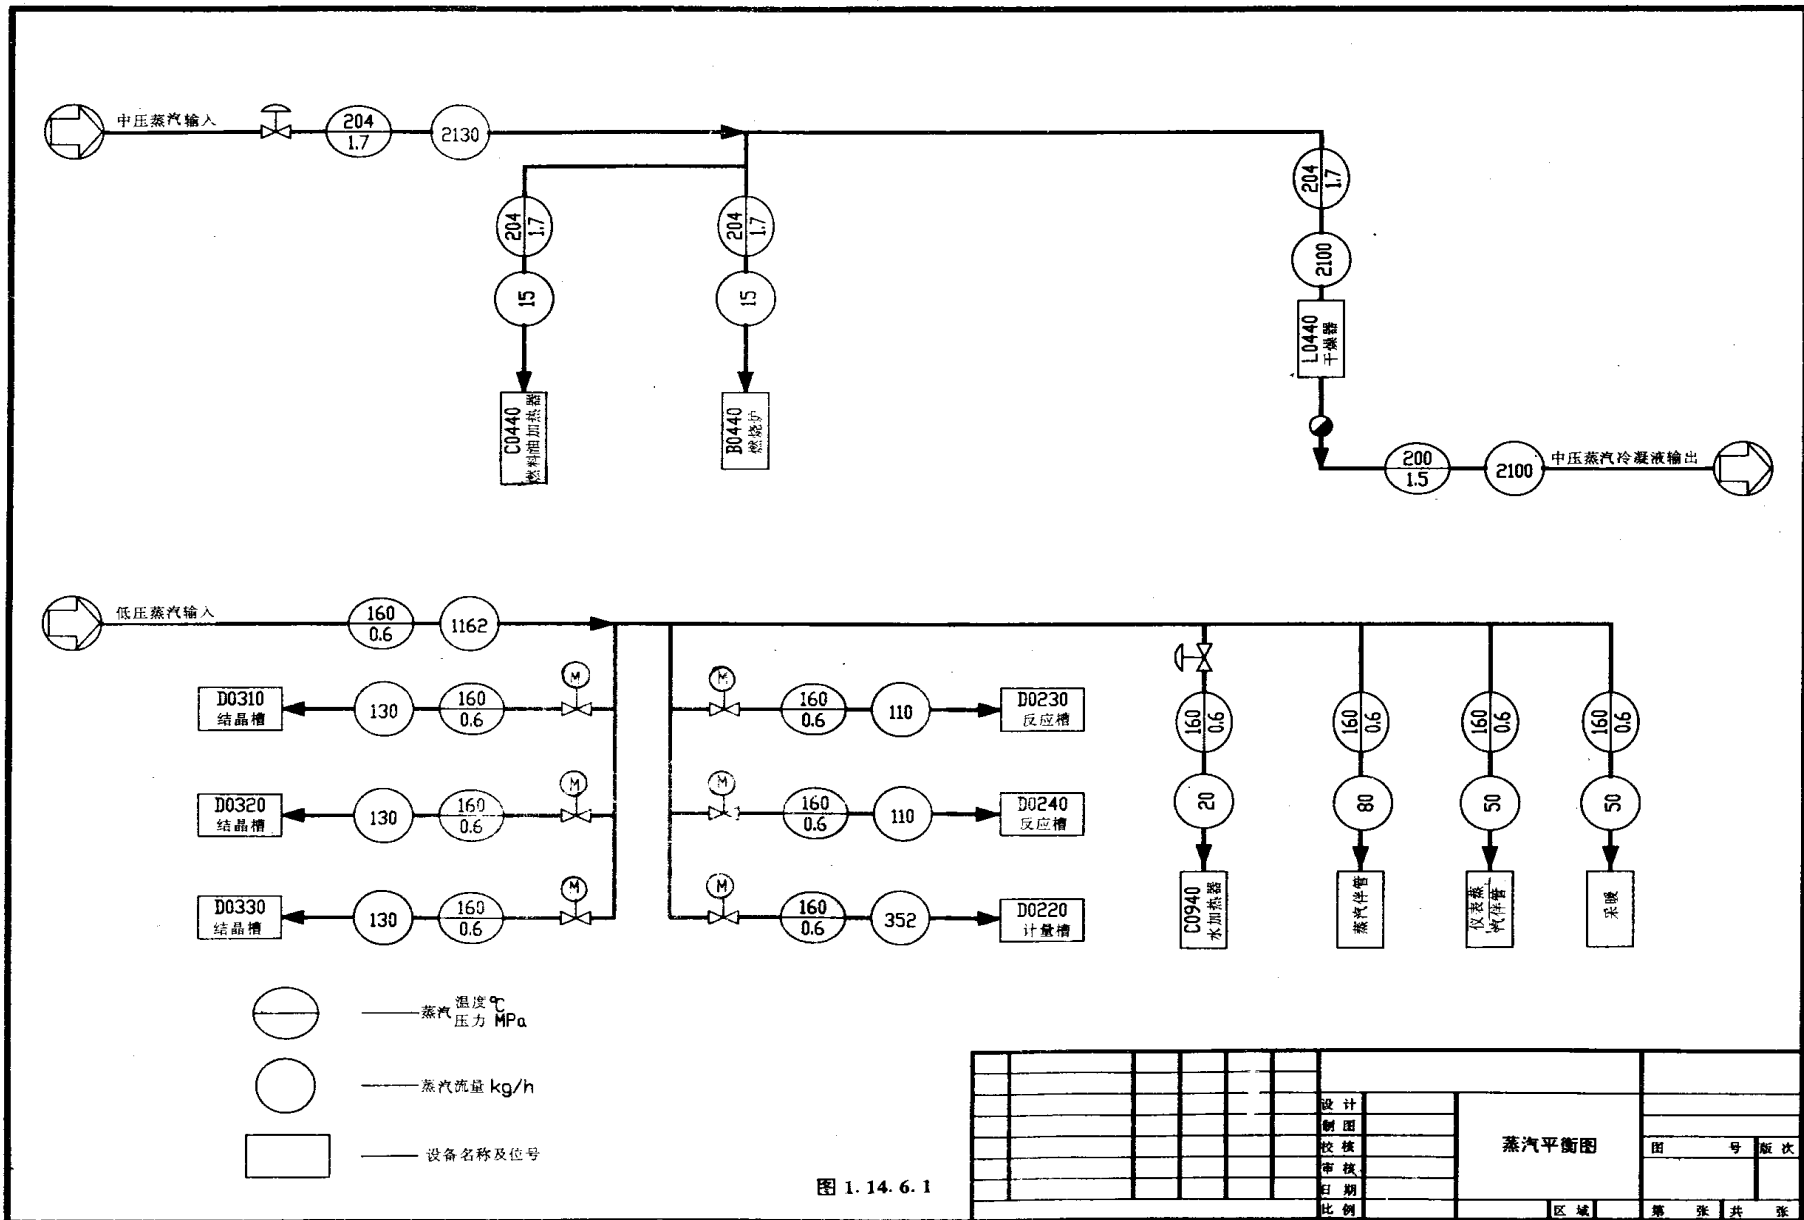 中压蒸汽输入
204
1.7
2130
204
1.7
15
C0440
燃料油加热器
204
1.7
15
B0440
燃烧炉
204
1.7
2100
L0440
干燥器
200
1.5
2100
中压蒸汽冷凝液输出
低压蒸汽输入
160
0.6
1162
M
160
0.6
130
D0310
结晶槽
M
160
0.6
130
D0320
结晶槽
M
160
0.6
130
D0330
结晶槽
M
160
0.6
110
D0230
反应槽
M
160
0.6
110
D0240
反应槽
M
160
0.6
352
D0220
计量槽
160
0.6
20
C0940
水加热器
160
0.6
80
蒸汽伴管
160
0.6
50
仪表蒸
汽伴管
160
0.6
50
采暖
蒸汽 温度 ℃
压力 MPa
蒸汽流量 kg/h
设备名称及位号
图 1.14.6.1
设计
制图
校核
审核
日期
比例
蒸汽平衡图
区域
图 号
版次
第 张 共 张